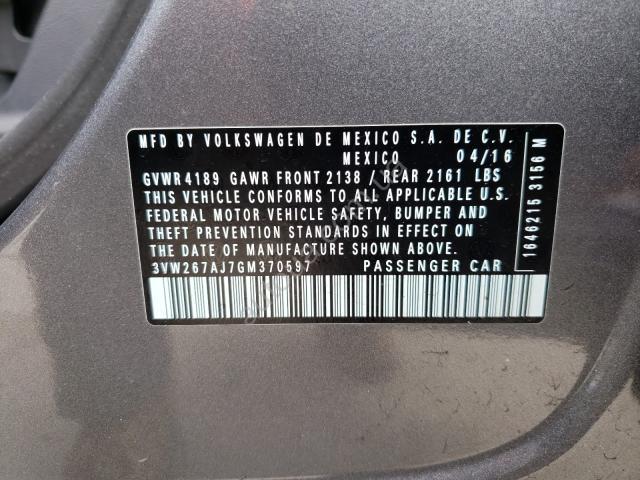 MFD BY VOLKSWAGEN DE MEXICO S.A. DE C.V.
MEXICO 04/16
GVWR 4189 GAWR FRONT 2138 / REAR 2161 LBS
THIS VEHICLE CONFORMS TO ALL APPLICABLE U.S.
FEDERAL MOTOR VEHICLE SAFETY, BUMPER AND
THEFT PREVENTION STANDARDS IN EFFECT ON
THE DATE OF MANUFACTURE SHOWN ABOVE.
3VW267AJ7GM370597 PASSENGER CAR
1646215 3156 M